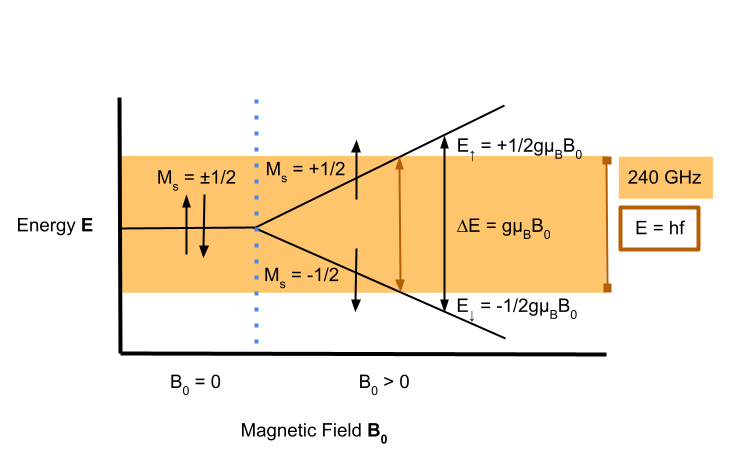 E↑ = +1/2gμBB0
Ms = +1/2
Ms = ±1/2
240 GHz
Energy E
ΔE = gμBB0
E = hf
Ms = -1/2
E↓ = -1/2gμBB0
B0 = 0
B0 > 0
Magnetic Field B0